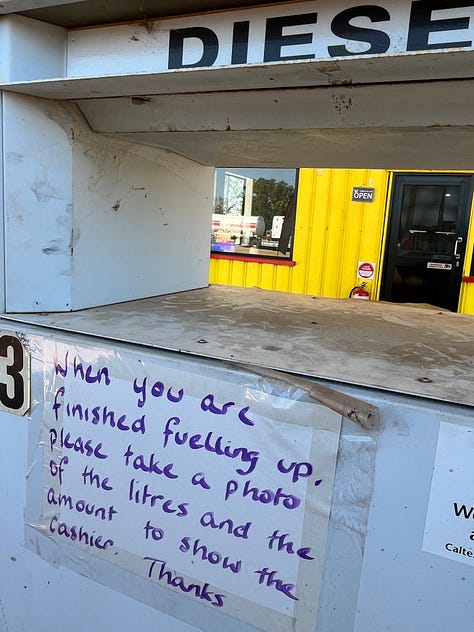 DIESE
OPEN
3
When you are
finished fuelling up,
please take a photo
of the litres and the
amount to show the
cashier. Thanks
W
a
Calte